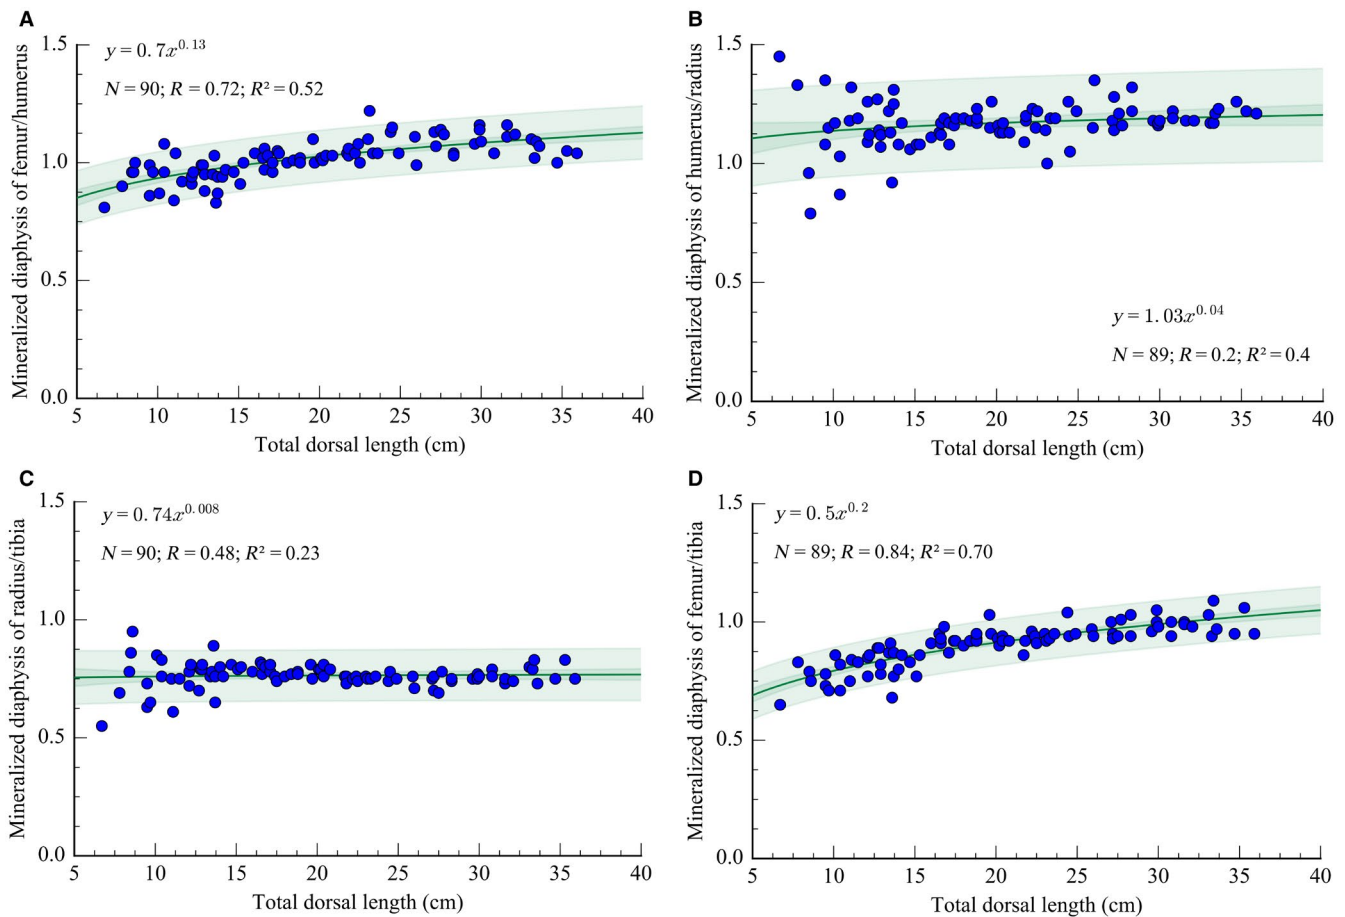 A
Mineralized diaphysis of femur/humerus
y = 0.7x^0.13
N = 90; R = 0.72; R² = 0.52
1.5
1.0
0.5
0.0
5 10 15 20 25 30 35 40
Total dorsal length (cm)
B
Mineralized diaphysis of humerus/radius
1.5
1.0
0.5
0.0
y = 1.03x^0.04
N = 89; R = 0.2; R² = 0.4
5 10 15 20 25 30 35 40
Total dorsal length (cm)
C
Mineralized diaphysis of radius/tibia
y = 0.74x^0.008
N = 90; R = 0.48; R² = 0.23
1.5
1.0
0.5
0.0
5 10 15 20 25 30 35 40
Total dorsal length (cm)
D
Mineralized diaphysis of femur/tibia
y = 0.5x^0.2
N = 89; R = 0.84; R² = 0.70
1.5
1.0
0.5
0.0
5 10 15 20 25 30 35 40
Total dorsal length (cm)